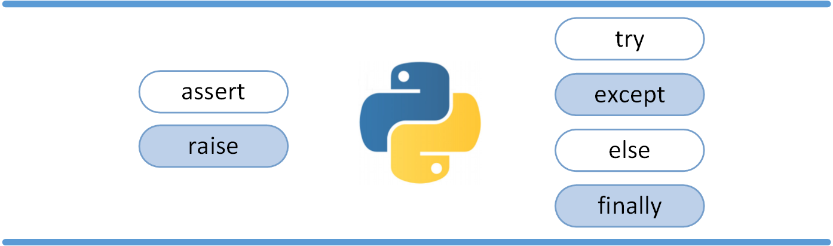 assert
raise
try
except
else
finally